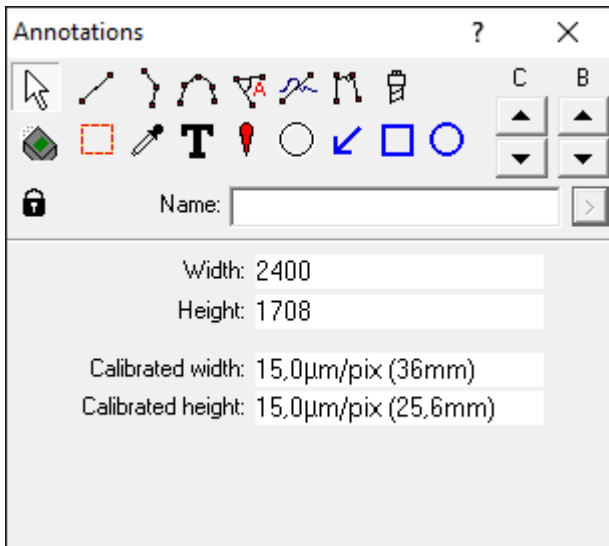 Annotations ?
C B
A
T
Name: >
Width: 2400
Height: 1708
Calibrated width: 15,0µm/pix (36mm)
Calibrated height: 15,0µm/pix (25,6mm)